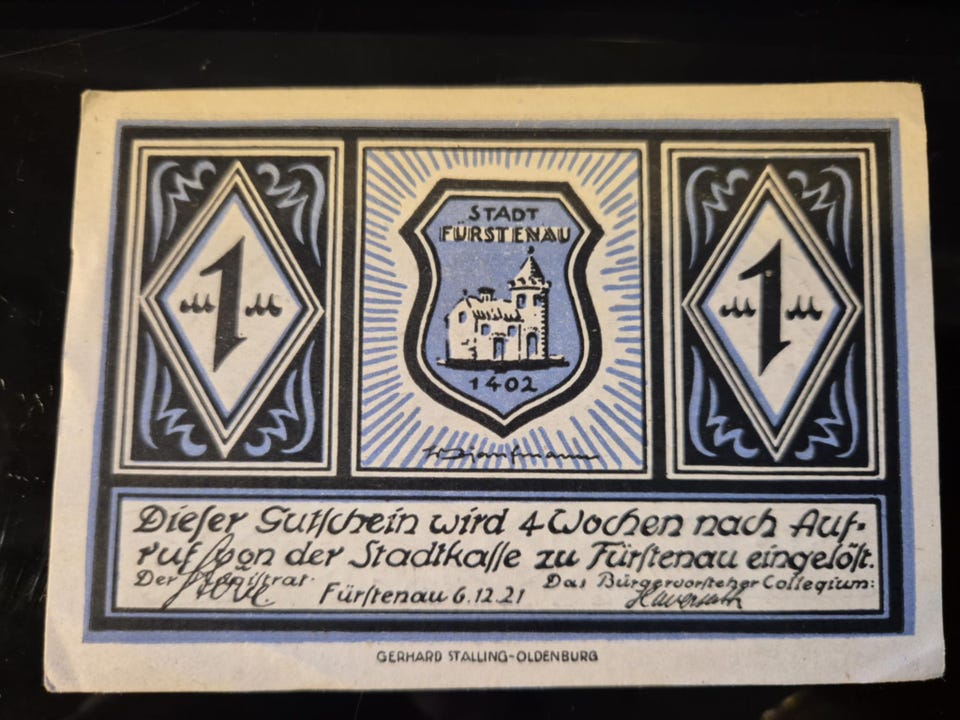 STADT
FÜRSTENAU
1
1
1402
Dieser Gutschein wird 4 Wochen nach Auf-
ruf von der Stadtkasse zu Fürstenau eingelöst.
Der Magistrat:
Das Bürgervorsteher Collegium:
Fürstenau 6.12.21
GERHARD STALLING-OLDENBURG